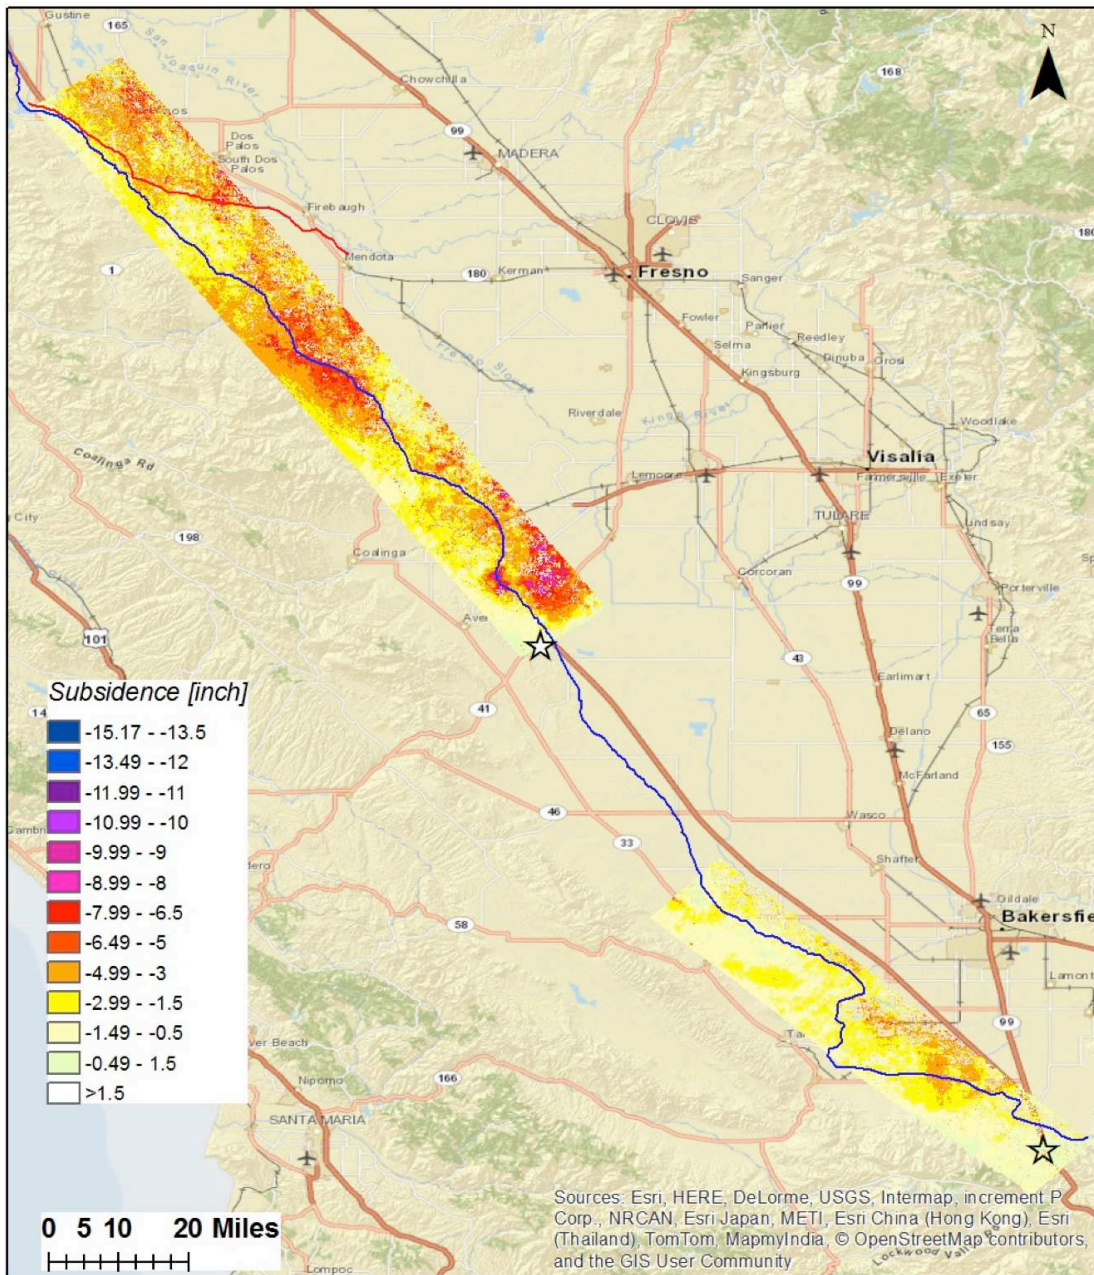 Gustine
165
San
Joaquin River
Chowchilla
168
N
99
MADERA
Dos
Palos
South Dos
Palos
Firebaugh
CLOVIS
180
1
Mendota
180
Kerman
Fresno
Sanger
Fowler
Parlier
Reedley
Selma
Dinuba
Orosi
Kingsburg
Fresno Slough
Riverdale
Kings River
Woodlake
Coalinga Rd
Visalia
Lemoore
Farmersville
Exeter
TULARE
Lindsay
City
198
Coalinga
Corcoran
99
Porterville
Terra
Bella
101
43
Earlimart
41
65
Delano
155
McFarland
46
Wasco
33
Shafter
58
Oildale
Bakersfie
Lamont
99
Subsidence [inch]
-15.17 - -13.5
-13.49 - -12
-11.99 - -11
-10.99 - -10
-9.99 - -9
-8.99 - -8
-7.99 - -6.5
-6.49 - -5
-4.99 - -3
-2.99 - -1.5
-1.49 - -0.5
-0.49 - 1.5
>1.5
166
Nipomo
SANTA MARIA
0 5 10 20 Miles
Lompoc
Sources: Esri, HERE, DeLorme, USGS, Intermap, increment P
Corp., NRCAN, Esri Japan, METI, Esri China (Hong Kong), Esri
(Thailand), TomTom, MapmyIndia, © OpenStreetMap contributors,
and the GIS User Community